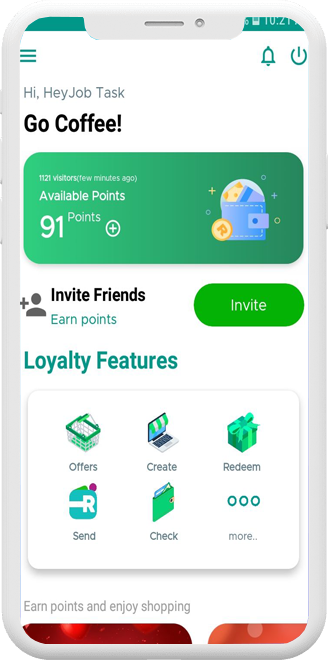 10:21
Hi, HeyJob Task
Go Coffee!
1121 visitors(few minutes ago)
Available Points
91 Points
Invite Friends
Earn points
Invite
Loyalty Features
Offers Create Redeem
R
Send Check more..
Earn points and enjoy shopping